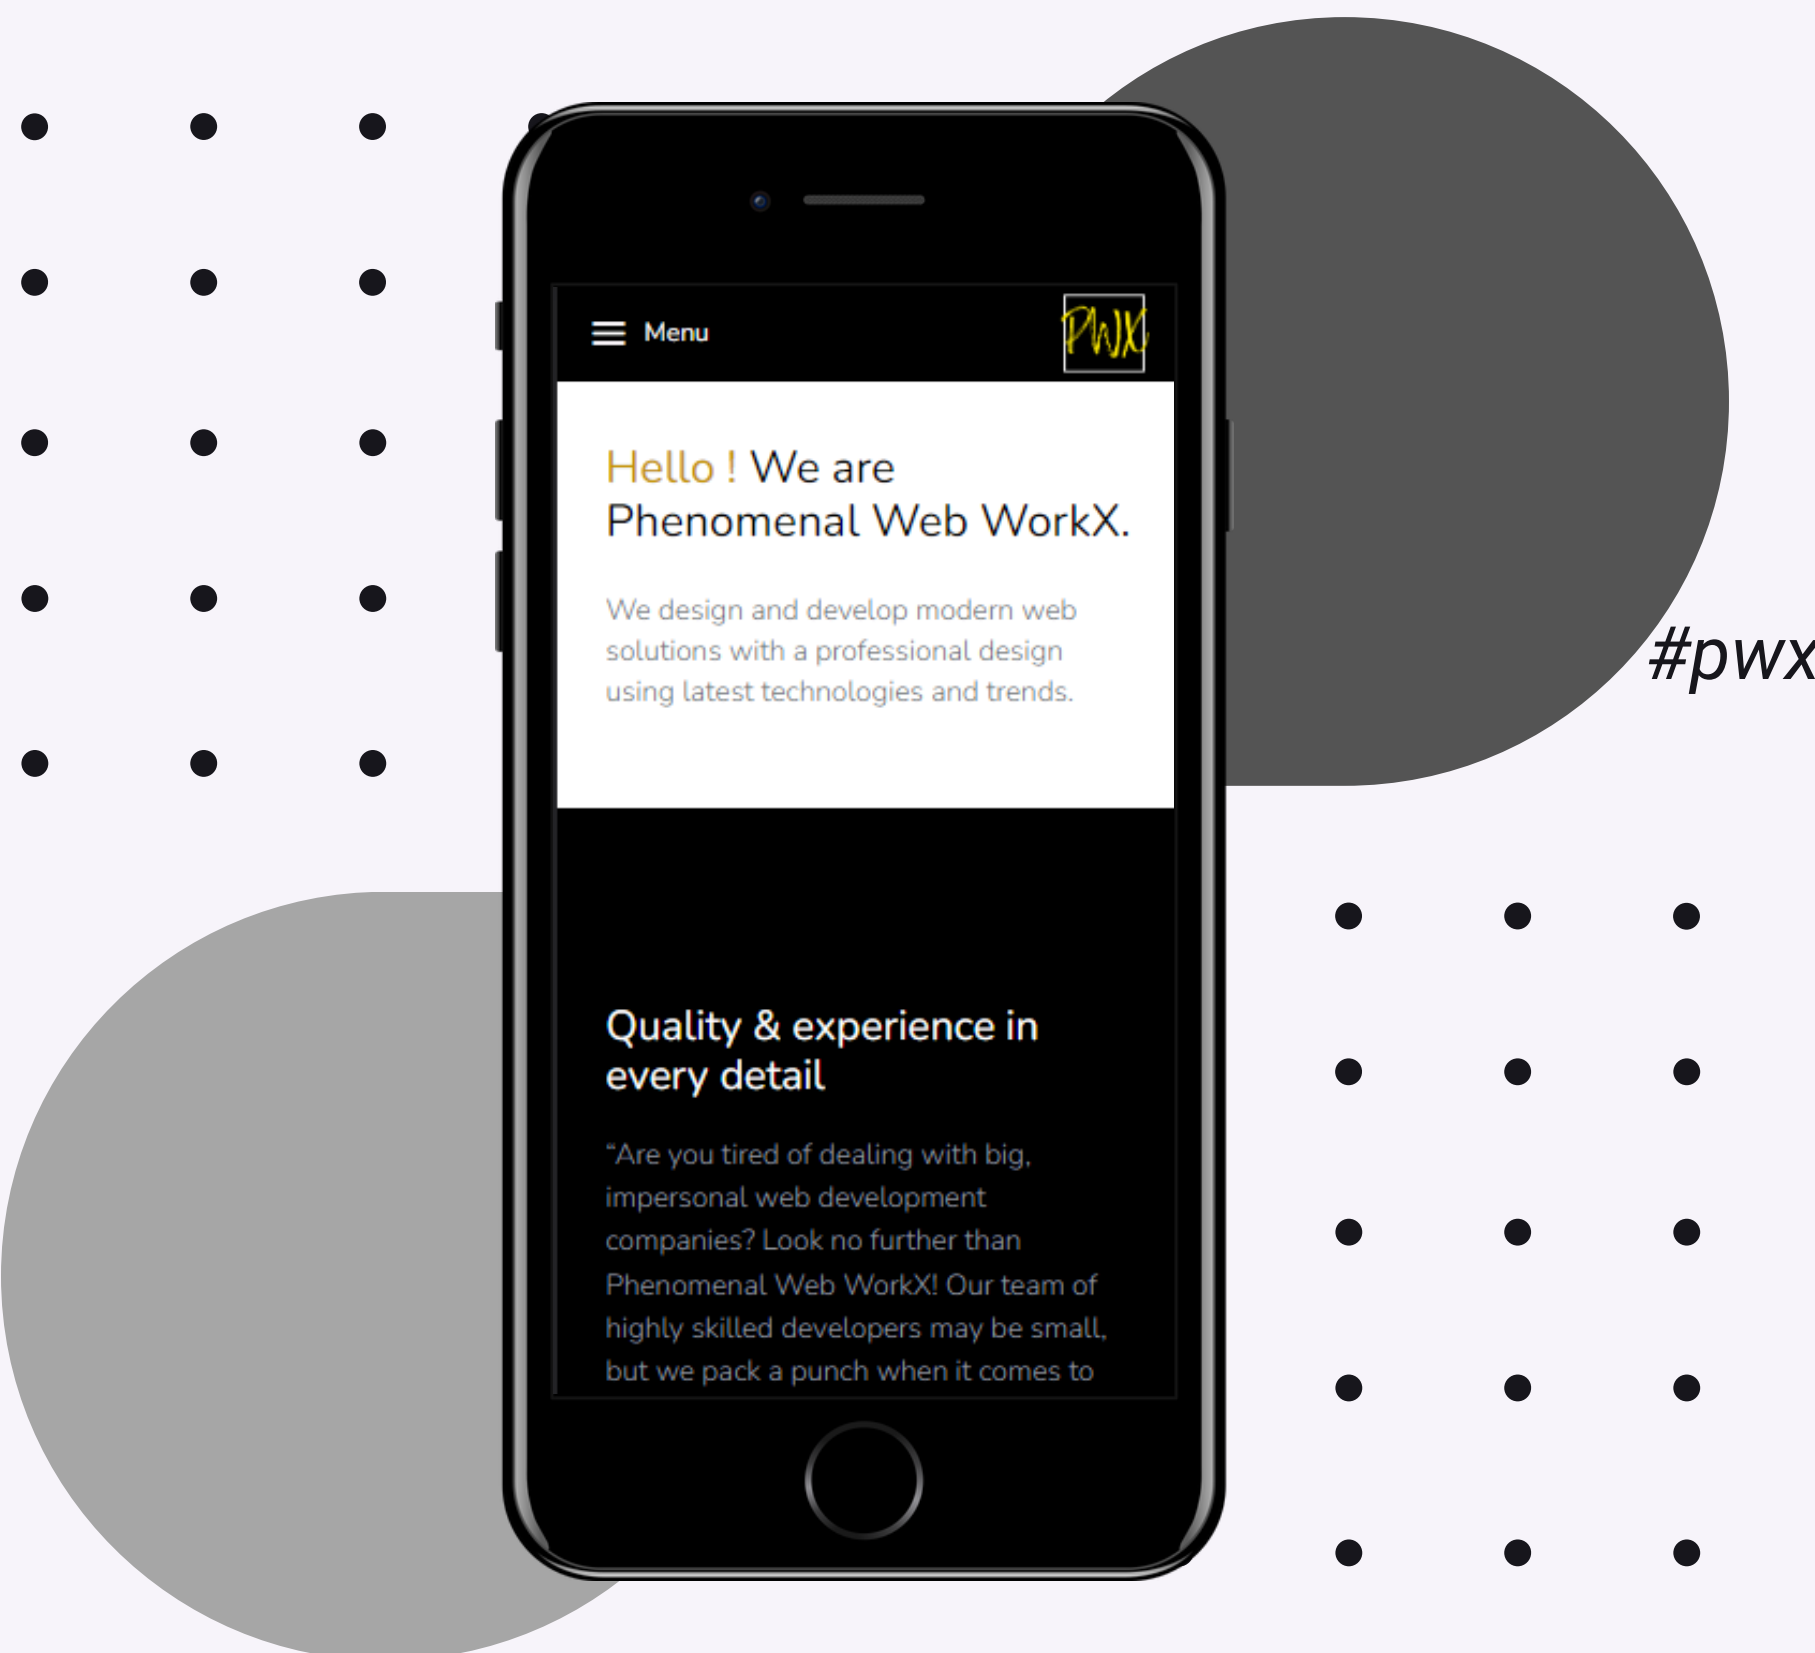 Menu
PWX
Hello ! We are
Phenomenal Web WorkX.
We design and develop modern web
solutions with a professional design
using latest technologies and trends.
#pwx
Quality & experience in
every detail
“Are you tired of dealing with big,
impersonal web development
companies? Look no further than
Phenomenal Web WorkX! Our team of
highly skilled developers may be small,
but we pack a punch when it comes to